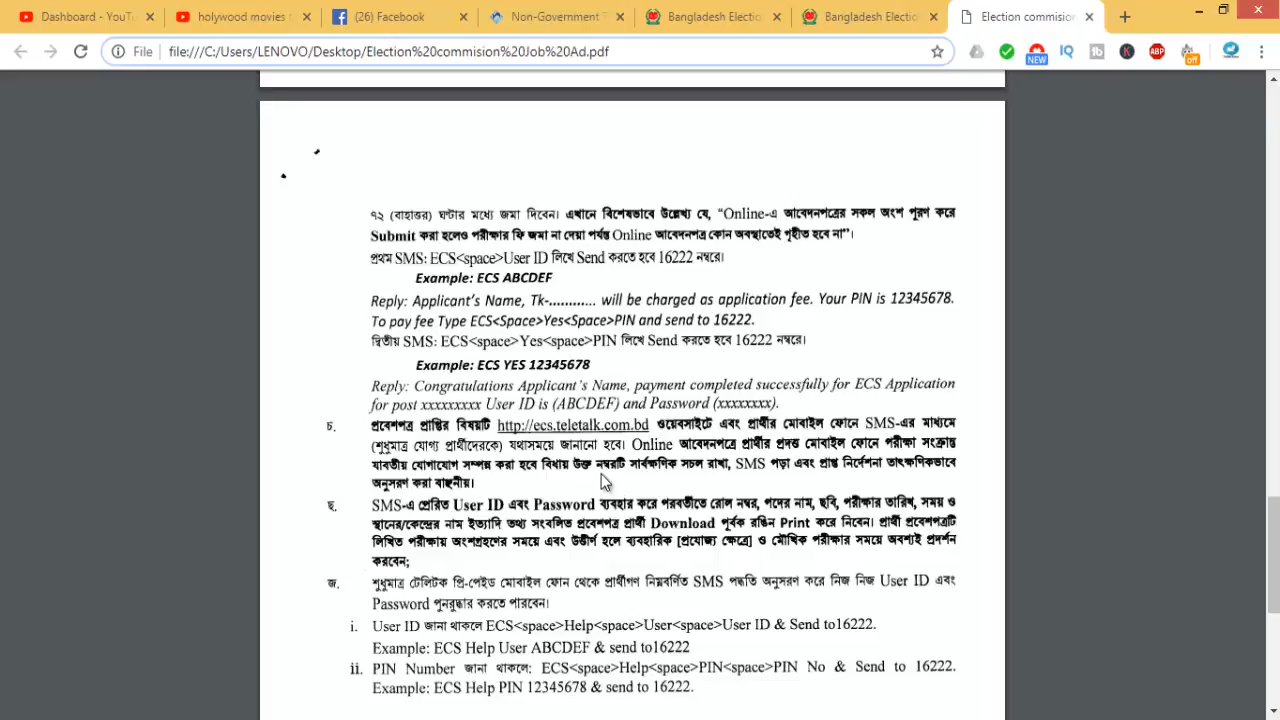 Dashboard - YouTu
holywood movies t
(26) Facebook
Non-Government T
Bangladesh Electio
Bangladesh Electio
Election commision
File | file:///C:/Users/LENOVO/Desktop/Election%20commision%20Job%20Ad.pdf
NEW
IQ
ABP
off
৭২ (বাহাত্তর) ঘণ্টার মধ্যে জমা দিবেন। এখানে বিশেষভাবে উল্লেখ্য যে, “Online-এ আবেদনপত্রের সকল অংশ পূরণ করে
Submit করা হলেও পরীক্ষার ফি জমা না দেয়া পর্যন্ত Online আবেদনপত্র কোন অবস্থাতেই গৃহীত হবে না”।
প্রথম SMS: ECS<space>User ID লিখে Send করতে হবে 16222 নম্বরে।
Example: ECS ABCDEF
Reply: Applicant’s Name, Tk-............ will be charged as application fee. Your PIN is 12345678.
To pay fee Type ECS<Space>Yes<Space>PIN and send to 16222.
দ্বিতীয় SMS: ECS<space>Yes<space>PIN লিখে Send করতে হবে 16222 নম্বরে।
Example: ECS YES 12345678
Reply: Congratulations Applicant’s Name, payment completed successfully for ECS Application
for post xxxxxxxxx User ID is (ABCDEF) and Password (xxxxxxxx).
চ. প্রবেশপত্র প্রাপ্তির বিষয়টি http://ecs.teletalk.com.bd ওয়েবসাইটে এবং প্রার্থীর মোবাইল ফোনে SMS-এর মাধ্যমে
(শুধুমাত্র যোগ্য প্রার্থীদেরকে) যথাসময়ে জানানো হবে। Online আবেদনপত্রে প্রার্থীর প্রদত্ত মোবাইল ফোনে পরীক্ষা সংক্রান্ত
যাবতীয় যোগাযোগ সম্পন্ন করা হবে বিধায় উক্ত নম্বরটি সার্বক্ষণিক সচল রাখা, SMS পড়া এবং প্রাপ্ত নির্দেশনা তাৎক্ষণিকভাবে
অনুসরণ করা বাঞ্ছনীয়।
ছ. SMS-এ প্রেরিত User ID এবং Password ব্যবহার করে পরবর্তীতে রোল নম্বর, পদের নাম, ছবি, পরীক্ষার তারিখ, সময় ও
স্থানের/কেন্দ্রের নাম ইত্যাদি তথ্য সংবলিত প্রবেশপত্র প্রার্থী Download পূর্বক রঙিন Print করে নিবেন। প্রার্থী প্রবেশপত্রটি
লিখিত পরীক্ষায় অংশগ্রহণের সময়ে এবং উত্তীর্ণ হলে ব্যবহারিক [প্রযোজ্য ক্ষেত্রে] ও মৌখিক পরীক্ষার সময়ে অবশ্যই প্রদর্শন
করবেন;
জ. শুধুমাত্র টেলিটক প্রি-পেইড মোবাইল ফোন থেকে প্রার্থীগণ নিম্নবর্ণিত SMS পদ্ধতি অনুসরণ করে নিজ নিজ User ID এবং
Password পুনরুদ্ধার করতে পারবেন।
i. User ID জানা থাকলে ECS<space>Help<space>User<space>User ID & Send to16222.
Example: ECS Help User ABCDEF & send to16222
ii. PIN Number জানা থাকলে: ECS<space>Help<space>PIN<space>PIN No & Send to 16222.
Example: ECS Help PIN 12345678 & send to 16222.